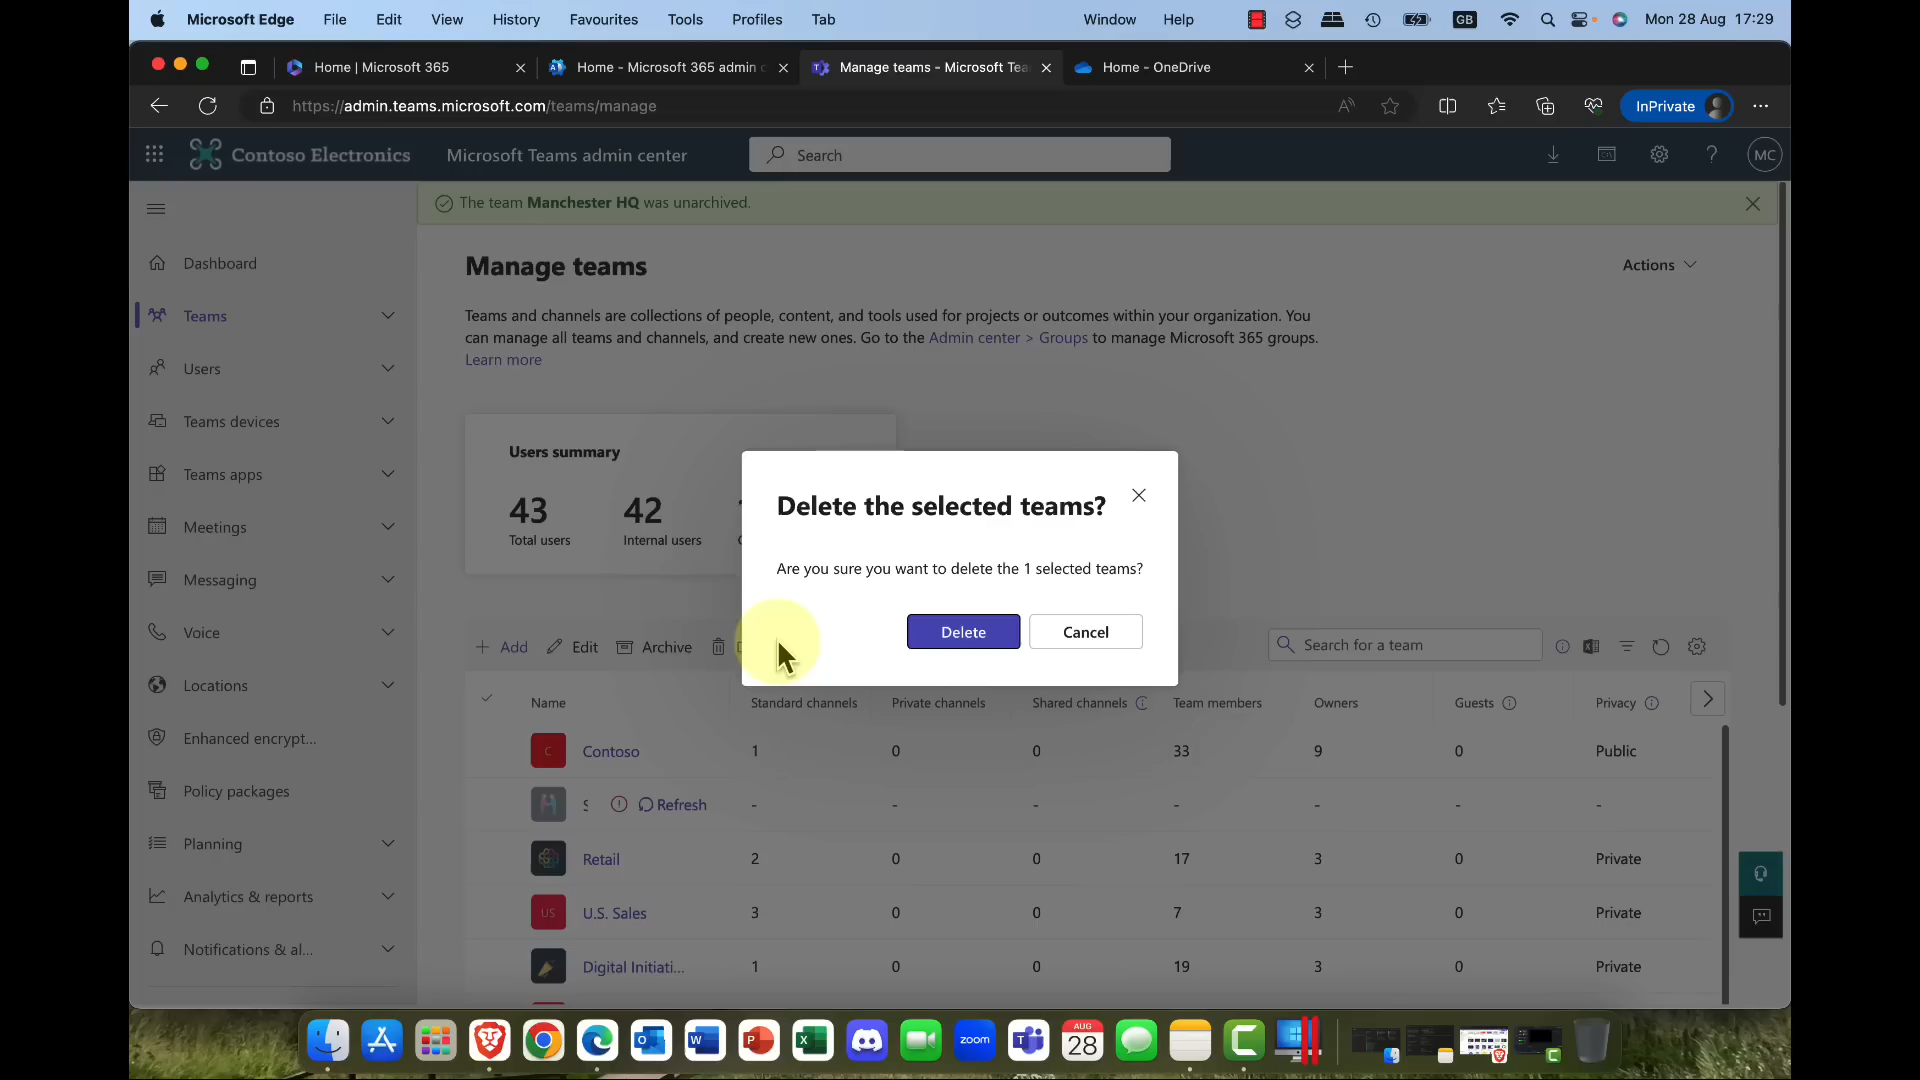 Microsoft Edge File Edit View History Favourites Tools Profiles Tab Window Help GB Mon 28 Aug 17:29
Home | Microsoft 365 Home - Microsoft 365 admin c Manage teams - Microsoft Tea Home - OneDrive
https://admin.teams.microsoft.com/teams/manage InPrivate
Contoso Electronics Microsoft Teams admin center Search MC
The team Manchester HQ was unarchived.
Manage teams
Actions
Teams and channels are collections of people, content, and tools used for projects or outcomes within your organization. You
can manage all teams and channels, and create new ones. Go to the Admin center > Groups to manage Microsoft 365 groups.
Learn more
Dashboard
Teams
Users
Teams devices
Teams apps
Meetings
Messaging
Voice
Locations
Enhanced encrypt...
Policy packages
Planning
Analytics & reports
Notifications & al...
Users summary
43 42
Total users Internal users
Delete the selected teams?
Are you sure you want to delete the 1 selected teams?
Delete Cancel
Add Edit Archive Search for a team
Name Standard channels Private channels Shared channels Team members Owners Guests Privacy
C Contoso 1 0 0 33 9 0 Public
S Refresh - - - - - - -
Retail 2 0 0 17 3 0 Private
US U.S. Sales 3 0 0 7 3 0 Private
Digital Initiati... 1 0 0 19 3 0 Private
zoom AUG 28